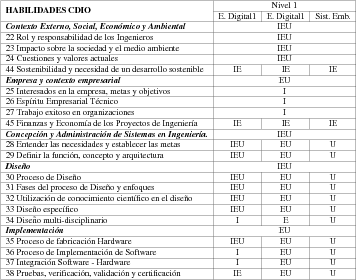 HABILIDADES CDIO Nivel 1
E. Digital1 E. Digital1 Sist. Emb.
Contexto Externo, Social, Económico y Ambiental IEU
22 Rol y responsabilidad de los Ingenieros IEU
23 Impacto sobre la sociedad y el medio ambiente IEU
24 Cuestiones y valores actuales IEU
44 Sostenibilidad y necesidad de un desarrollo sostenible IE IE IE
Empresa y contexto empresarial EU
25 Interesados en la empresa, metas y objetivos I
26 Espíritu Empresarial Técnico I
27 Trabajo exitoso en organizaciones I
45 Finanzas y Economía de los Proyectos de Ingeniería IE IE IE
Concepción y Administración de Sistemas en Ingeniería. IEU
28 Entender las necesidades y establecer las metas IEU EU U
29 Definir la función, concepto y arquitectura IEU EU U
Diseño IEU
30 Proceso de Diseño IEU EU U
31 Fases del proceso de Diseño y enfoques IEU EU U
32 Utilización de conocimiento científico en el diseño IEU EU U
33 Diseño específico IEU EU U
34 Diseño multi-disciplinario I E U
Implementación EU
35 Proceso de fabricación Hardware IEU EU U
36 Proceso de Implementación de Software I EU U
37 Integración Software - Hardware I EU U
38 Pruebas, verificación, validación y certificación IE EU U